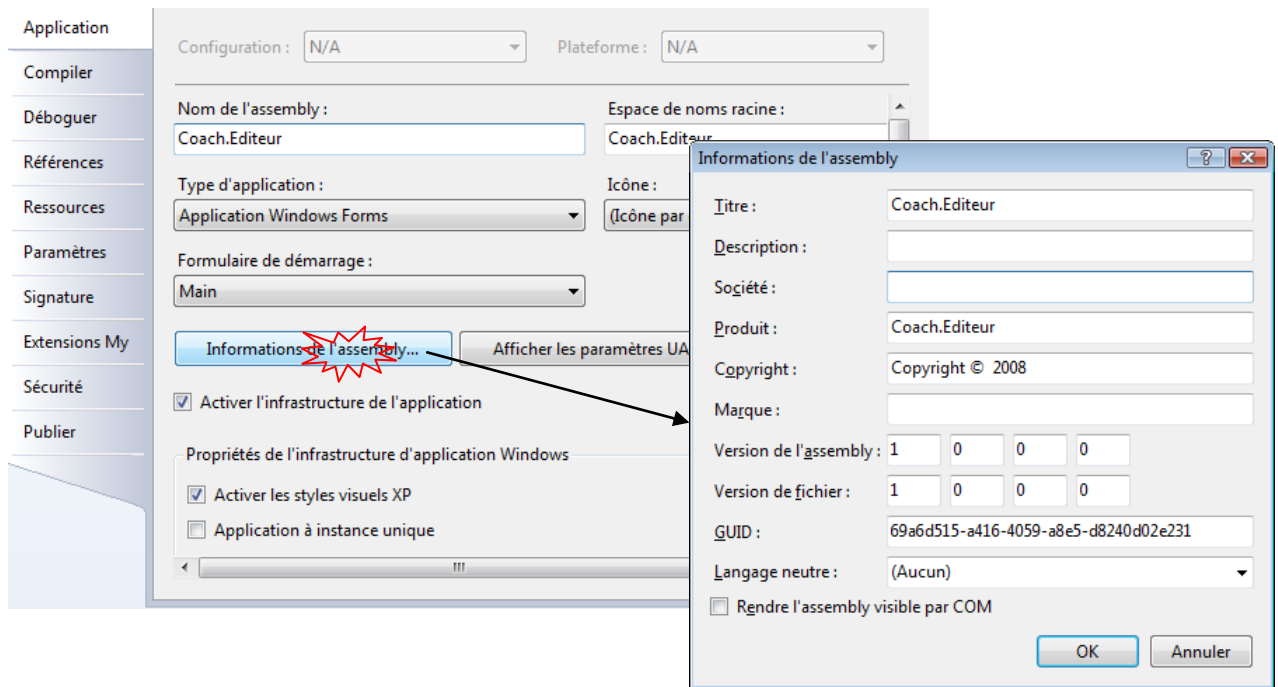 Application
Compiler
Déboguer
Références
Ressources
Paramètres
Signature
Extensions My
Sécurité
Publier
Configuration : N/A Plateforme : N/A
Nom de l'assembly : Espace de noms racine :
Coach.Editeur Coach.Editeur
Type d'application : Icône :
Application Windows Forms (Icône par
Formulaire de démarrage :
Main
Informations de l'assembly... Afficher les paramètres UA
Activer l'infrastructure de l'application
Propriétés de l'infrastructure d'application Windows
Activer les styles visuels XP
Application à instance unique
Informations de l'assembly
Titre : Coach.Editeur
Description :
Société :
Produit : Coach.Editeur
Copyright : Copyright © 2008
Marque :
Version de l'assembly : 1 0 0 0
Version de fichier : 1 0 0 0
GUID : 69a6d515-a416-4059-a8e5-d8240d02e231
Langage neutre : (Aucun)
Rendre l'assembly visible par COM
OK Annuler